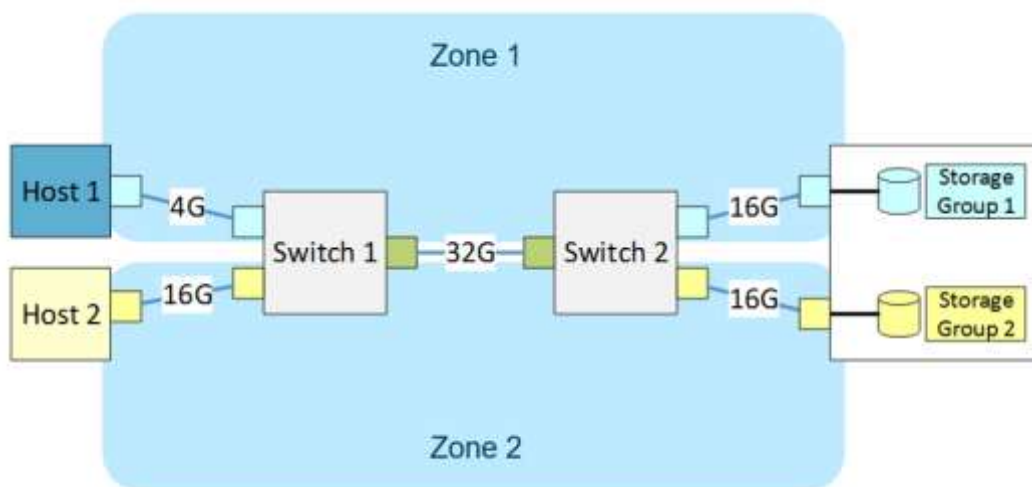 Zone 1
Host 1
4G
Switch 1
32G
Switch 2
16G
Storage
Group 1
Host 2
16G
16G
Storage
Group 2
Zone 2